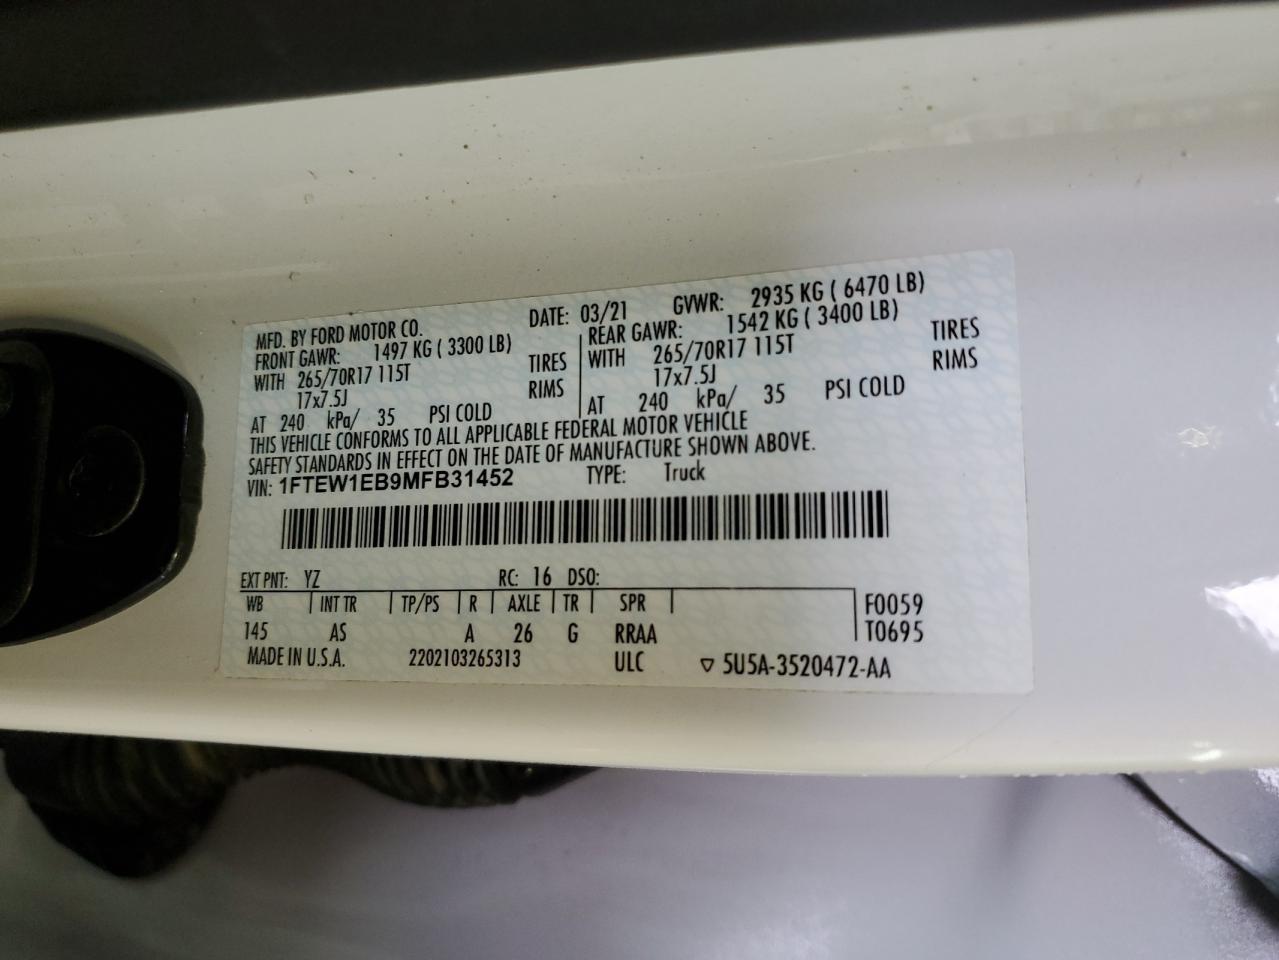 MFD. BY FORD MOTOR CO. DATE: 03/21 GVWR: 2935 KG ( 6470 LB)
FRONT GAWR: 1497 KG ( 3300 LB) REAR GAWR: 1542 KG ( 3400 LB)
WITH 265/70R17 115T TIRES WITH 265/70R17 115T TIRES
17x7.5J RIMS 17x7.5J RIMS
AT 240 kPa/ 35 PSI COLD AT 240 kPa/ 35 PSI COLD
THIS VEHICLE CONFORMS TO ALL APPLICABLE FEDERAL MOTOR VEHICLE
SAFETY STANDARDS IN EFFECT ON THE DATE OF MANUFACTURE SHOWN ABOVE.
VIN: 1FTEW1EB9MFB31452 TYPE: Truck
EXT PNT: YZ RC: 16 DSO:
WB INT TR TP/PS R AXLE TR SPR F0059
145 AS A 26 G RRAA T0695
MADE IN U.S.A. 2202103265313 ULC ▽ 5U5A-3520472-AA